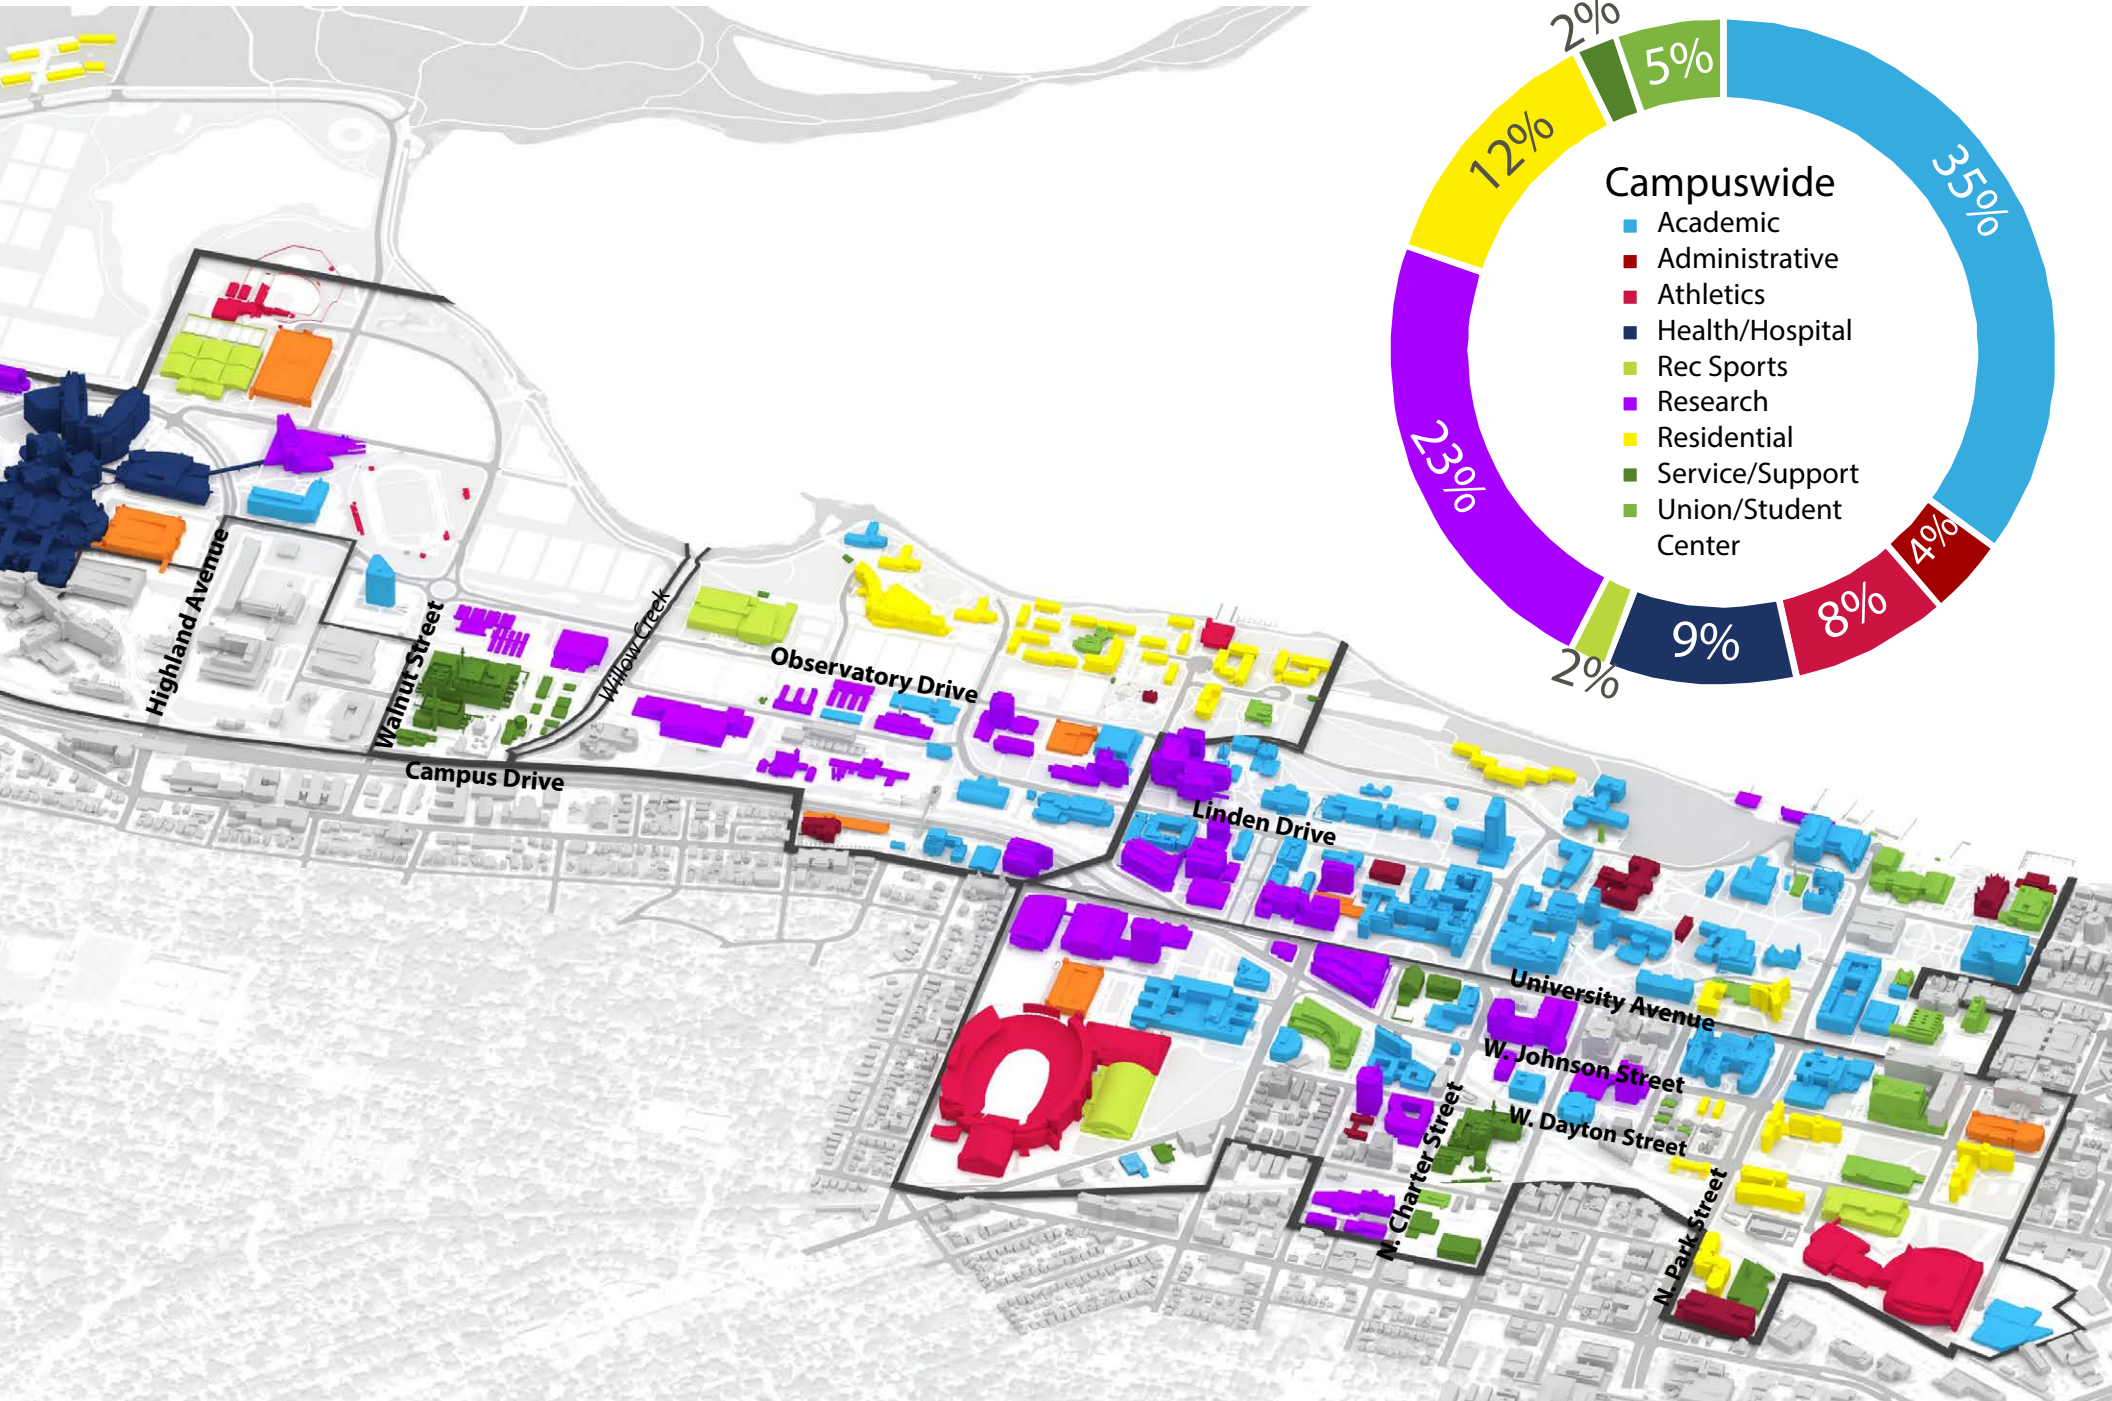 2%
5%
12%
35%
Campuswide
Academic
Administrative
Athletics
Health/Hospital
Rec Sports
Research
Residential
Service/Support
Union/Student
Center
23%
4%
8%
9%
2%
Highland Avenue
Walnut Street
Willow Creek
Observatory Drive
Campus Drive
Linden Drive
University Avenue
W. Johnson Street
W. Dayton Street
N. Charter Street
N. Park Street